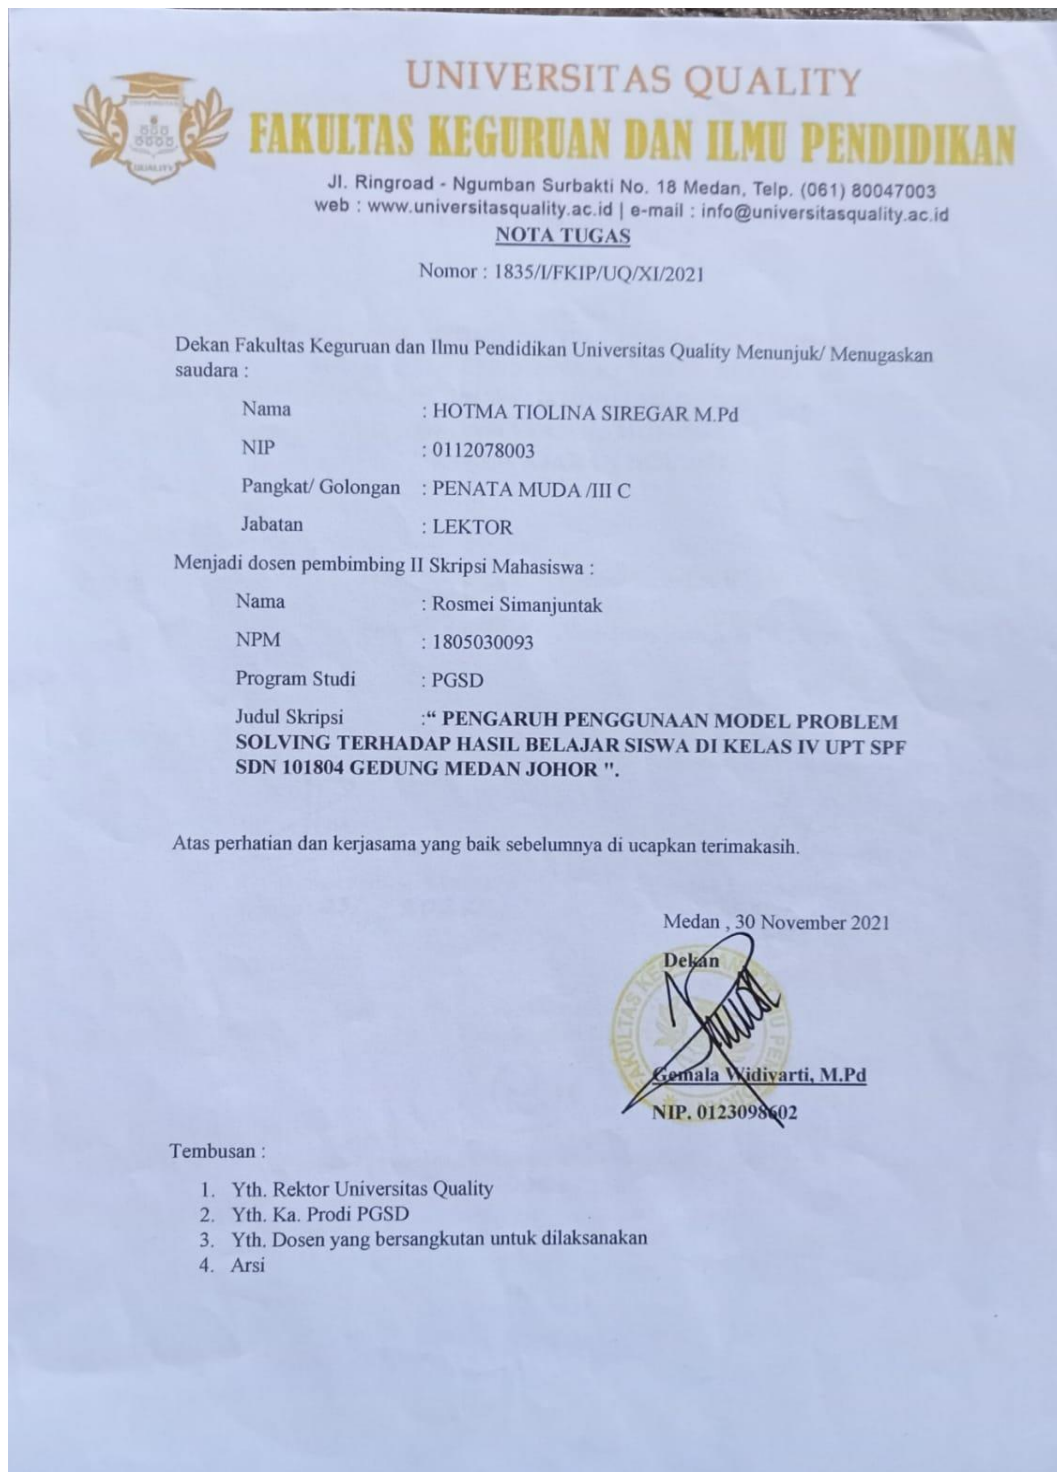 UNIVERSITAS QUALITY
FAKULTAS KEGURUAN DAN ILMU PENDIDIKAN
Jl. Ringroad - Ngumban Surbakti No. 18 Medan, Telp. (061) 80047003
web : www.universitasquality.ac.id | e-mail : info@universitasquality.ac.id
NOTA TUGAS
Nomor : 1835/I/FKIP/UQ/XI/2021
Dekan Fakultas Keguruan dan Ilmu Pendidikan Universitas Quality Menunjuk/ Menugaskan
saudara :
Nama : HOTMA TIOLINA SIREGAR M.Pd
NIP : 0112078003
Pangkat/ Golongan : PENATA MUDA /III C
Jabatan : LEKTOR
Menjadi dosen pembimbing II Skripsi Mahasiswa :
Nama : Rosmei Simanjuntak
NPM : 1805030093
Program Studi : PGSD
Judul Skripsi :“ PENGARUH PENGGUNAAN MODEL PROBLEM
SOLVING TERHADAP HASIL BELAJAR SISWA DI KELAS IV UPT SPF
SDN 101804 GEDUNG MEDAN JOHOR ".
Atas perhatian dan kerjasama yang baik sebelumnya di ucapkan terimakasih.
Medan , 30 November 2021
Dekan
Gemala Widiyarti, M.Pd
NIP. 0123098602
Tembusan :
1. Yth. Rektor Universitas Quality
2. Yth. Ka. Prodi PGSD
3. Yth. Dosen yang bersangkutan untuk dilaksanakan
4. Arsi